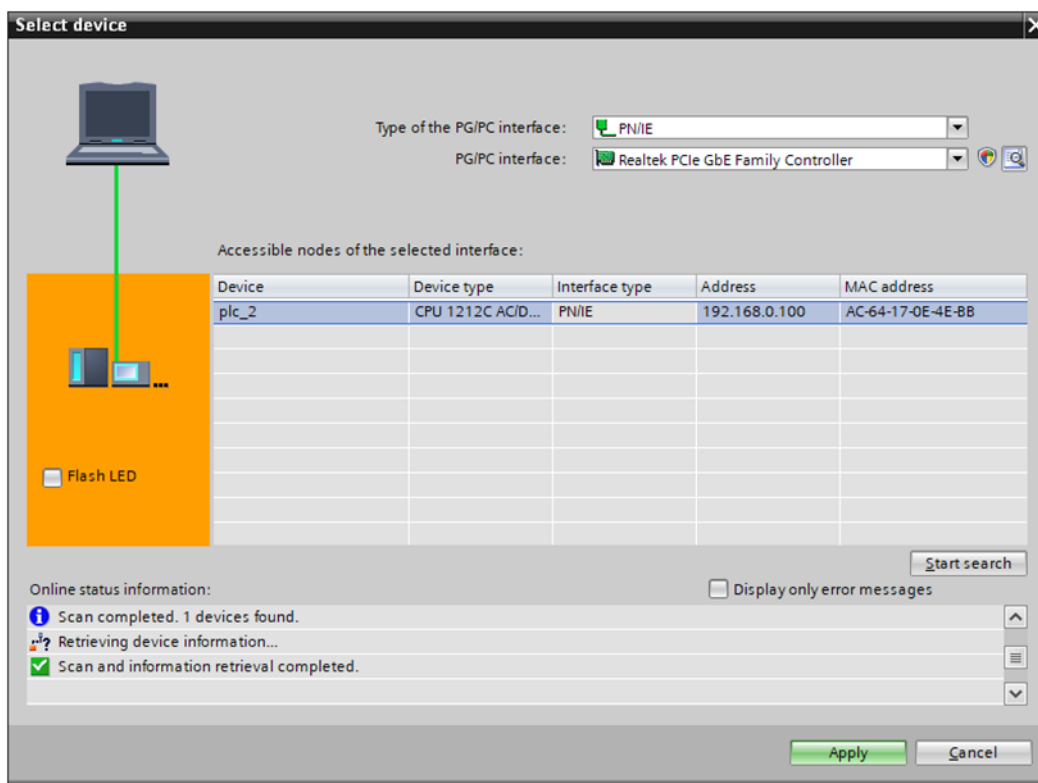 Select device
Type of the PG/PC interface: PN/IE
PG/PC interface: Realtek PCIe GbE Family Controller
Accessible nodes of the selected interface:
Device Device type Interface type Address MAC address
plc_2 CPU 1212C AC/D... PN/IE 192.168.0.100 AC-64-17-0E-4E-BB
Flash LED
Start search
Online status information: Display only error messages
Scan completed. 1 devices found.
Retrieving device information...
Scan and information retrieval completed.
Apply Cancel